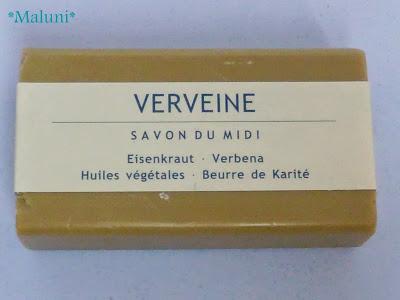 *Maluni*
VERVEINE
SAVON DU MIDI
Eisenkraut · Verbena
Huiles végétales · Beurre de Karité